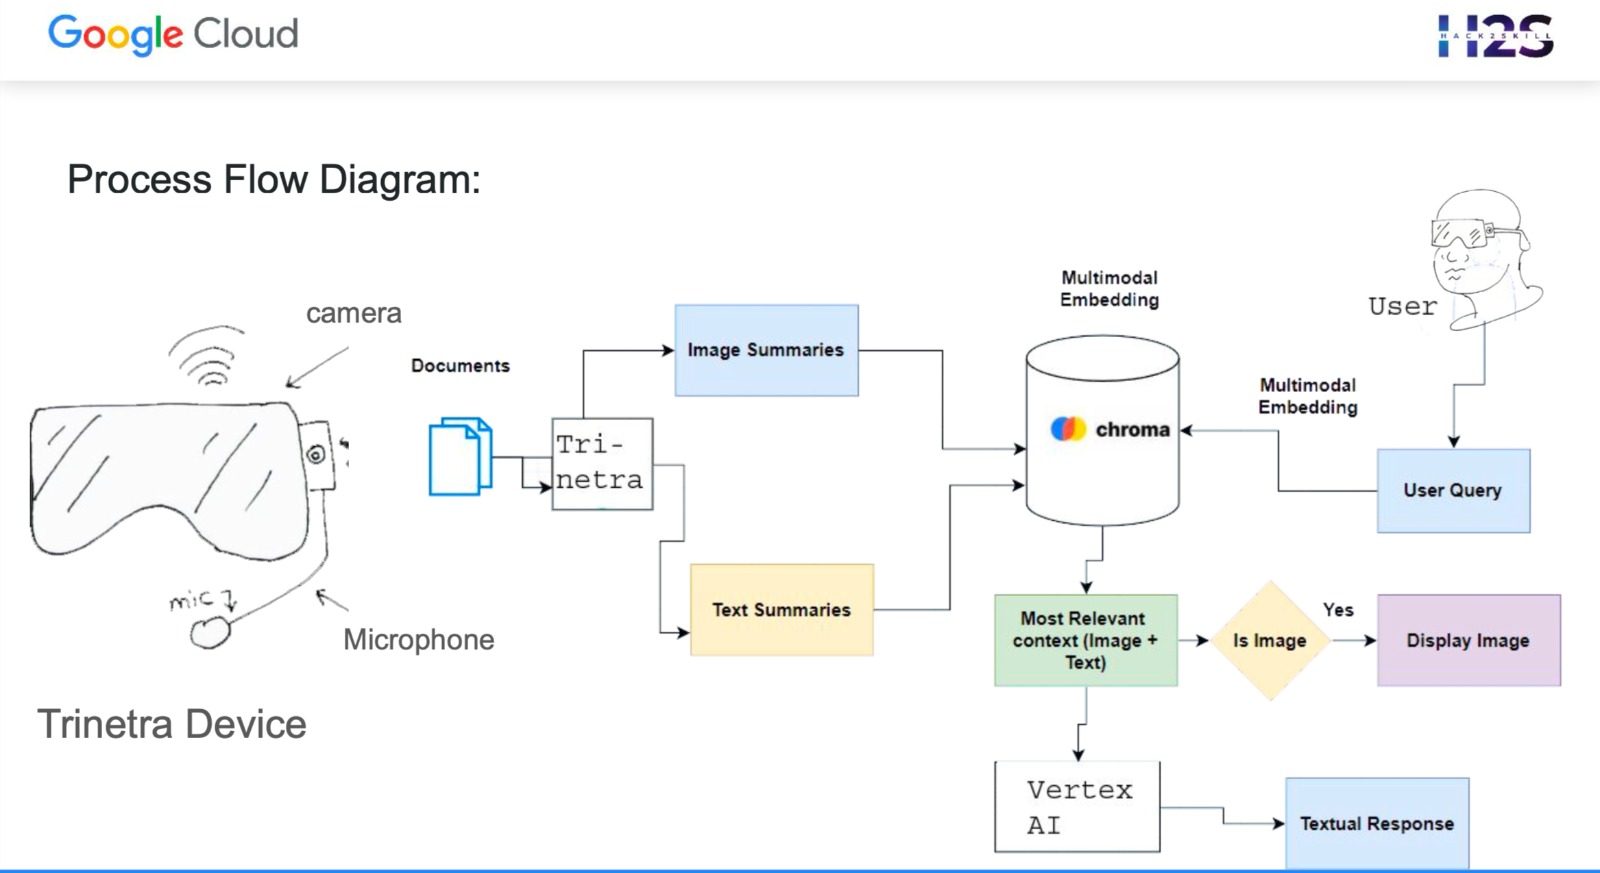 Google Cloud
H2S
HACK2SKILL
Process Flow Diagram:
camera
mic
Microphone
Trinetra Device
Documents
Tri-
netra
Image Summaries
Text Summaries
Multimodal
Embedding
chroma
Multimodal
Embedding
User
User Query
Most Relevant
context (Image +
Text)
Is Image
Yes
Display Image
Vertex
AI
Textual Response